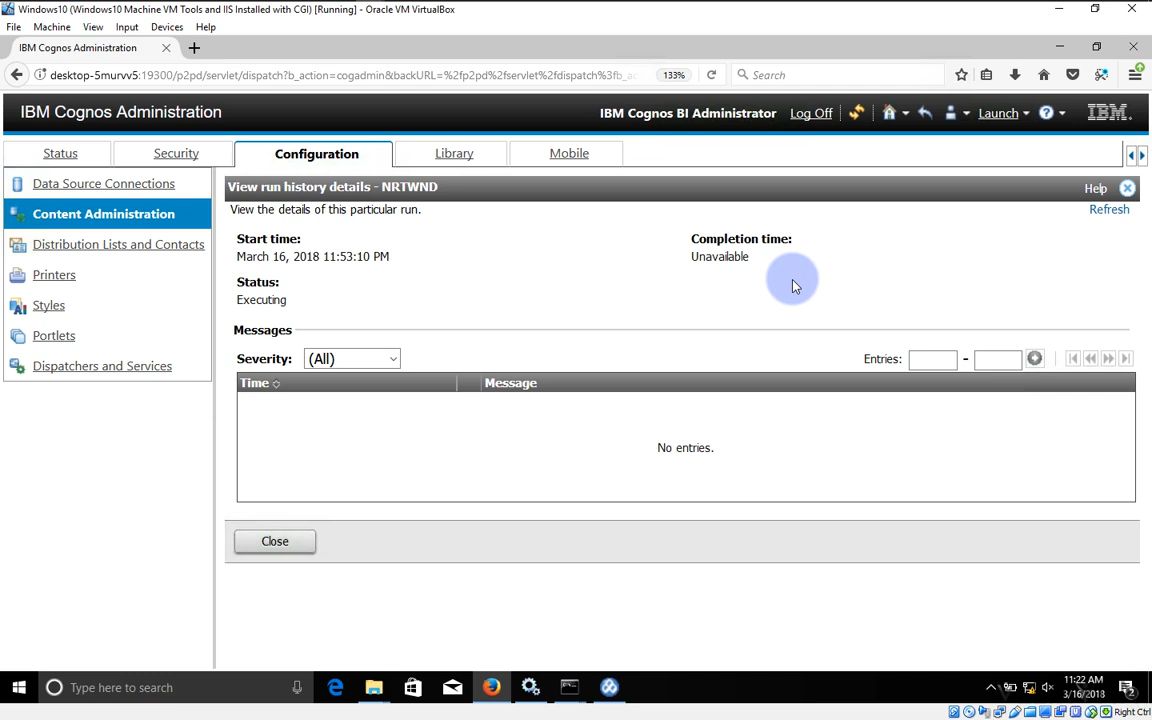 Windows10 (Windows10 Machine VM Tools and IIS Installed with CGI) [Running] - Oracle VM VirtualBox
File Machine View Input Devices Help
IBM Cognos Administration
desktop-5murvv5:19300/p2pd/servlet/dispatch?b_action=cogadmin&backURL=%2fp2pd%2fservlet%2fdispatch%3fb_ac
133%
Search
IBM Cognos Administration
IBM Cognos BI Administrator Log Off Launch IBM.
Status Security Configuration Library Mobile
Data Source Connections
Content Administration
Distribution Lists and Contacts
Printers
Styles
Portlets
Dispatchers and Services
View run history details - NRTWND
Help
View the details of this particular run.
Refresh
Start time:
March 16, 2018 11:53:10 PM
Completion time:
Unavailable
Status:
Executing
Messages
Severity: (All)
Entries: -
Time Message
No entries.
Close
Type here to search
11:22 AM
3/16/2018
2
Right Ctrl